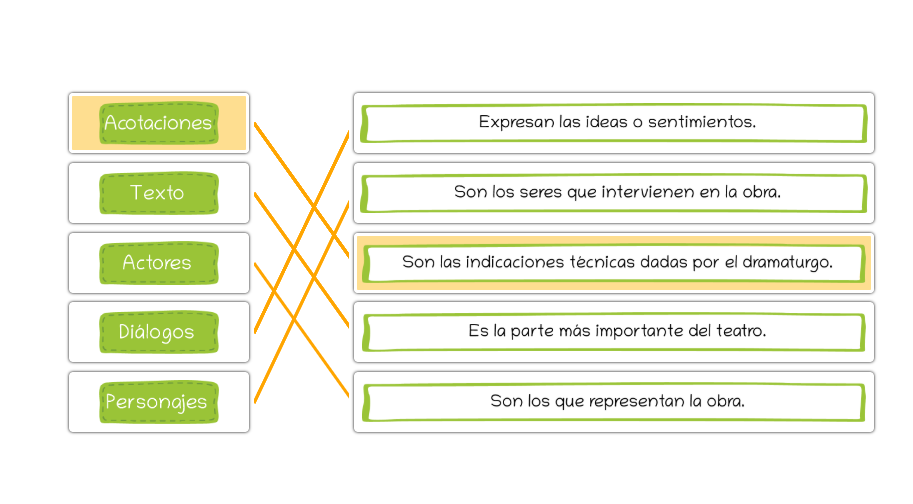 Acotaciones
Expresan las ideas o sentimientos.
Texto
Son los seres que intervienen en la obra.
Actores
Son las indicaciones técnicas dadas por el dramaturgo.
Diálogos
Es la parte más importante del teatro.
Personajes
Son los que representan la obra.